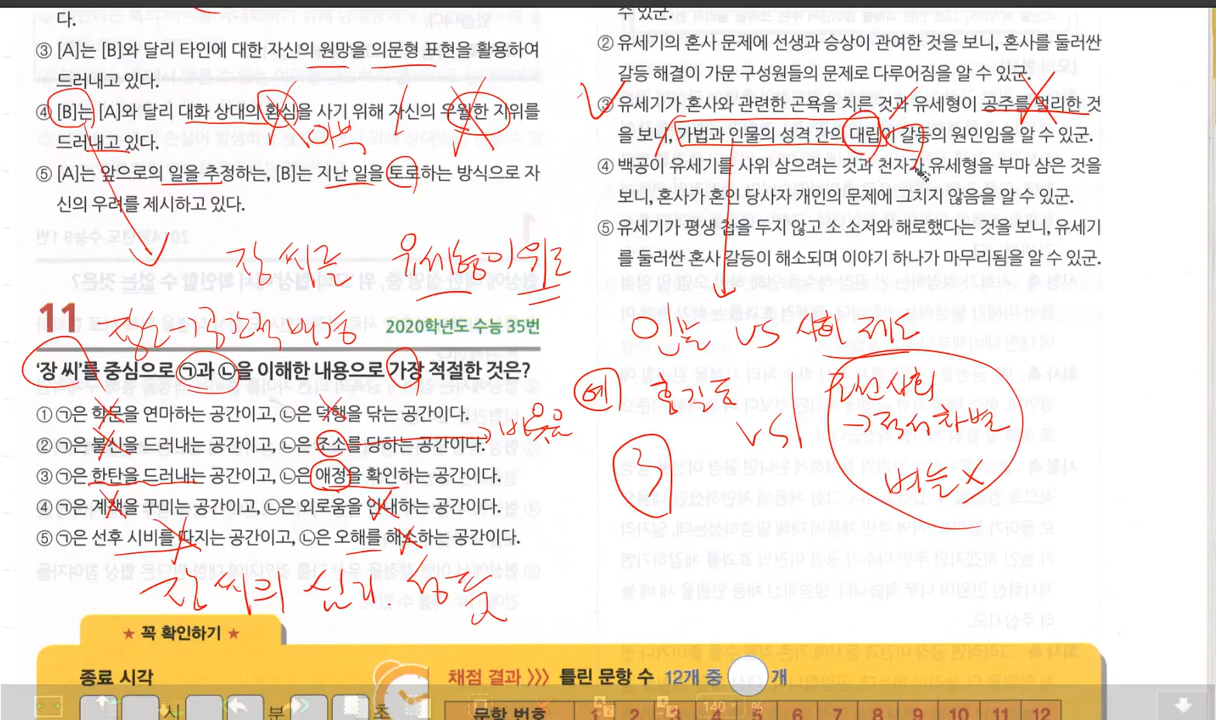 다.
③ [A]는 [B]와 달리 타인에 대한 자신의 원망을 의문형 표현을 활용하여
드러내고 있다.
④ [B]는 [A]와 달리 대화 상대의 환심을 사기 위해 자신의 우월한 지위를
드러내고 있다.
⑤ [A]는 앞으로의 일을 추정하는, [B]는 지난 일을 토로하는 방식으로 자
신의 우려를 제시하고 있다.
장 씨는 유세형이 위로
11
2020학년도 수능 35번
'장 씨'를 중심으로 ㉠과 ㉡을 이해한 내용으로 가장 적절한 것은?
① ㉠은 학문을 연마하는 공간이고, ㉡은 덕행을 닦는 공간이다.
② ㉠은 불신을 드러내는 공간이고, ㉡은 조소를 당하는 공간이다.
→ 비웃음
③ ㉠은 한탄을 드러내는 공간이고, ㉡은 애정을 확인하는 공간이다.
④ ㉠은 계책을 꾸미는 공간이고, ㉡은 외로움을 인내하는 공간이다.
⑤ ㉠은 선후 시비를 따지는 공간이고, ㉡은 오해를 해소하는 공간이다.
장 씨의
★ 꼭 확인하기 ★
종료 시각
시 분 초
채점 결과 》》》 틀린 문항 수 12개 중 개
문항 번호 1 2 3 4 5 6 7 8 9 10 11 12
수 있군.
② 유세기의 혼사 문제에 선생과 승상이 관여한 것을 보니, 혼사를 둘러싼
갈등 해결이 가문 구성원들의 문제로 다루어짐을 알 수 있군.
③ 유세기가 혼사와 관련한 곤욕을 치른 것과 유세형이 공주를 멀리한 것
을 보니, 가법과 인물의 성격 간의 대립이 갈등의 원인임을 알 수 있군.
④ 백공이 유세기를 사위 삼으려는 것과 천자가 유세형을 부마 삼은 것을
보니, 혼사가 혼인 당사자 개인의 문제에 그치지 않음을 알 수 있군.
⑤ 유세기가 평생 첩을 두지 않고 소 소저와 해로했다는 것을 보니, 유세기
를 둘러싼 혼사 갈등이 해소되며 이야기 하나가 마무리됨을 알 수 있군.
인물 vs 사회 제도
예 홍길동 vs 조선 사회
→ 적서차별
벼슬 X
3
140 %